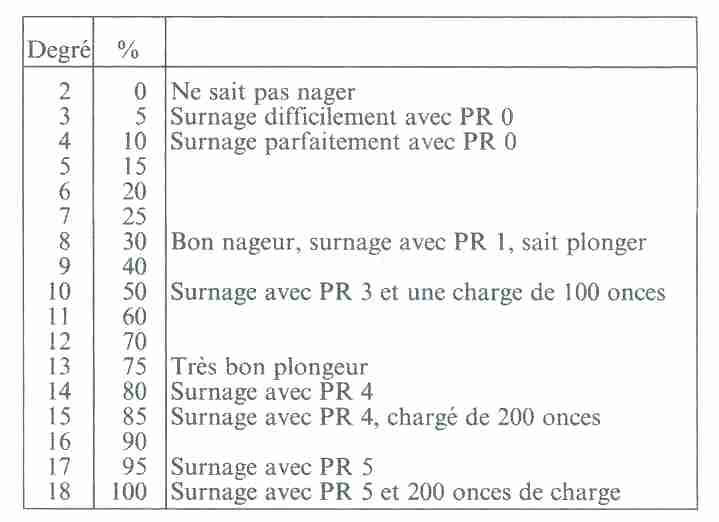 Degré %
2 0 Ne sait pas nager
3 5 Surnage difficilement avec PR 0
4 10 Surnage parfaitement avec PR 0
5 15
6 20
7 25
8 30 Bon nageur, surnage avec PR 1, sait plonger
9 40
10 50 Surnage avec PR 3 et une charge de 100 onces
11 60
12 70
13 75 Très bon plongeur
14 80 Surnage avec PR 4
15 85 Surnage avec PR 4, chargé de 200 onces
16 90
17 95 Surnage avec PR 5
18 100 Surnage avec PR 5 et 200 onces de charge